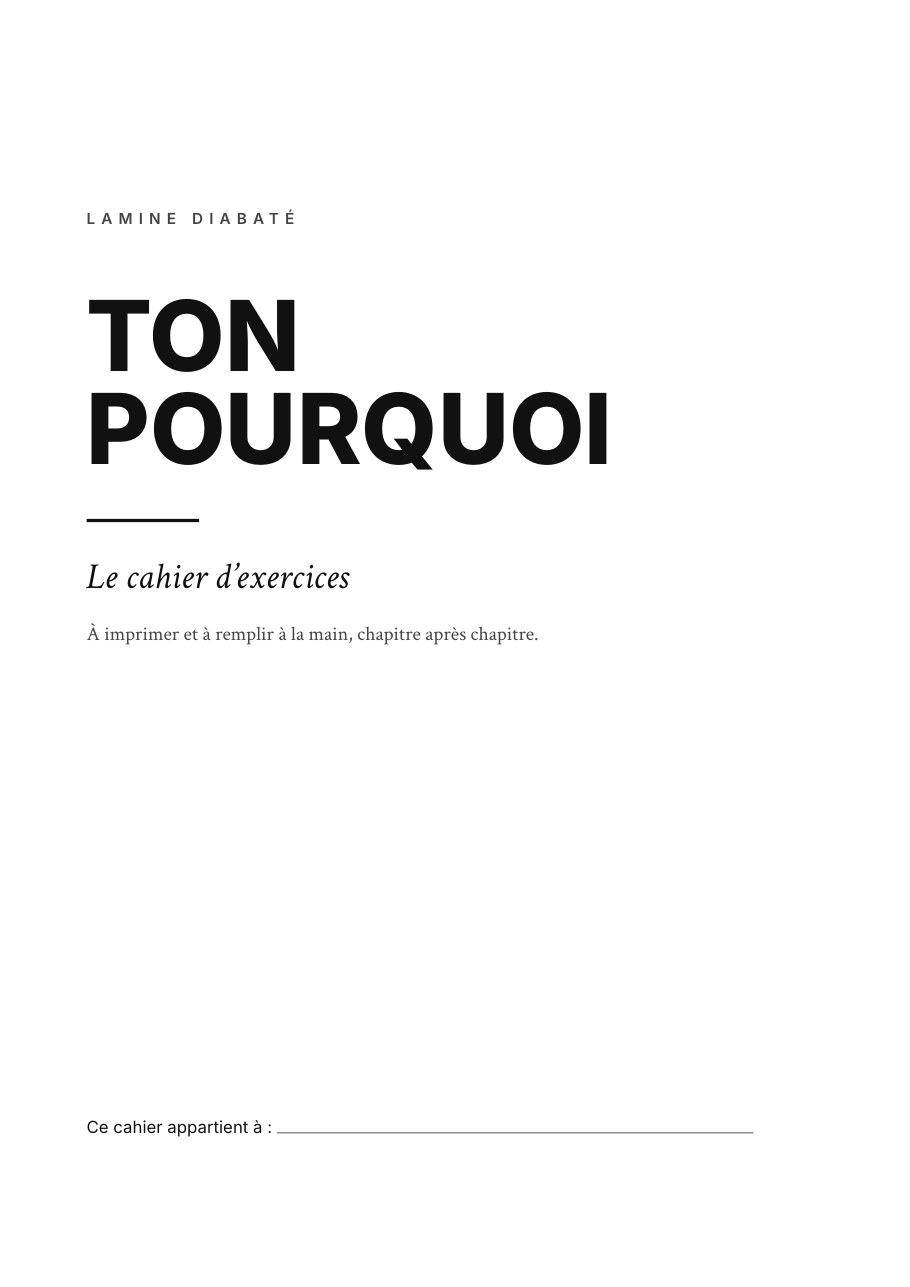 LAMINE DIABATÉ
TON
POURQUOI
Le cahier d’exercices
À imprimer et à remplir à la main, chapitre après chapitre.
Ce cahier appartient à :